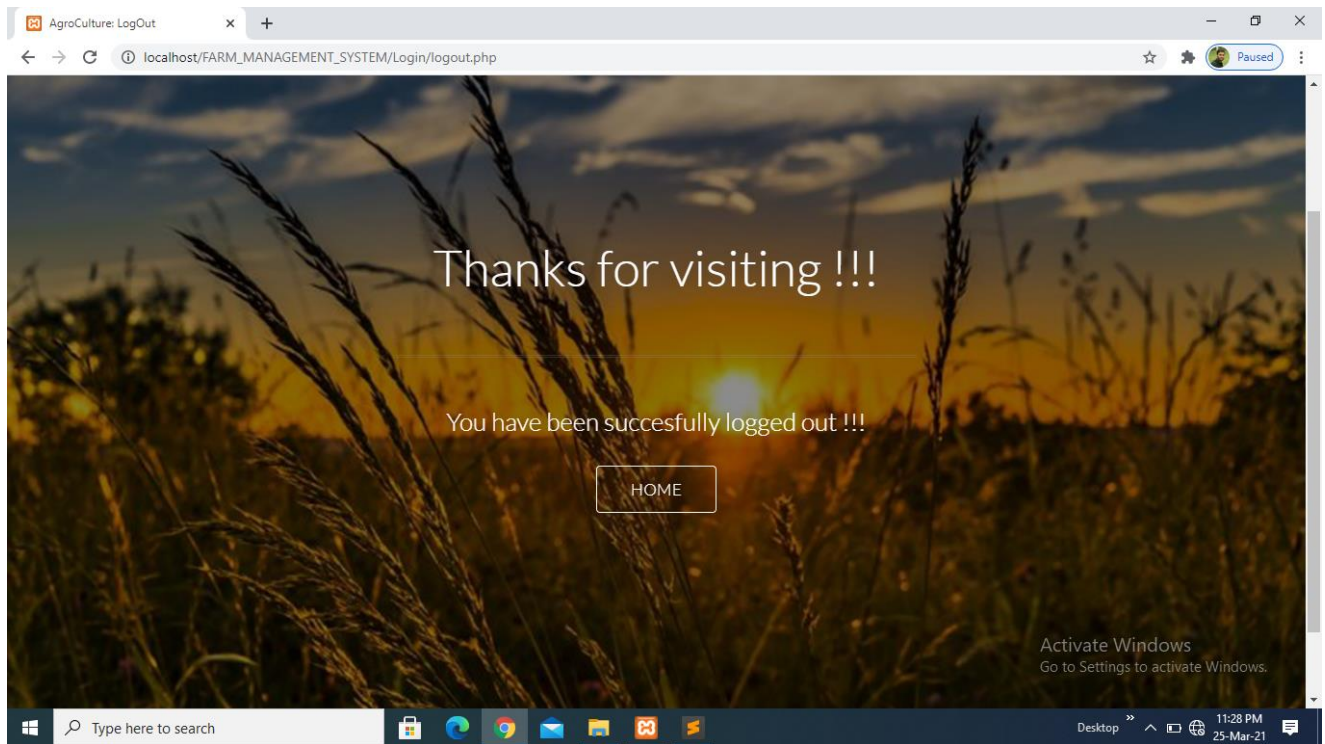 AgroCulture: LogOut
localhost/FARM_MANAGEMENT_SYSTEM/Login/logout.php
Paused
Thanks for visiting !!!
You have been succesfully logged out !!!
HOME
Activate Windows
Go to Settings to activate Windows.
Type here to search
Desktop
11:28 PM
25-Mar-21